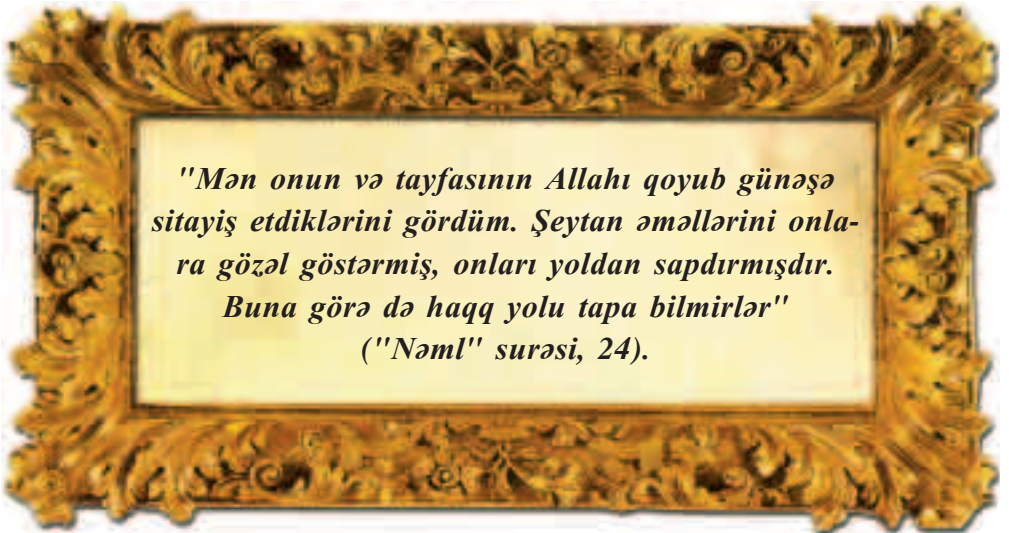 "Mən onun və tayfasının Allahı qoyub günəşə
sitayiş etdiklərini gördüm. Şeytan əməllərini onla-
ra gözəl göstərmiş, onları yoldan sapdırmışdır.
Buna görə də haqq yolu tapa bilmirlər"
("Nəml" surəsi, 24).